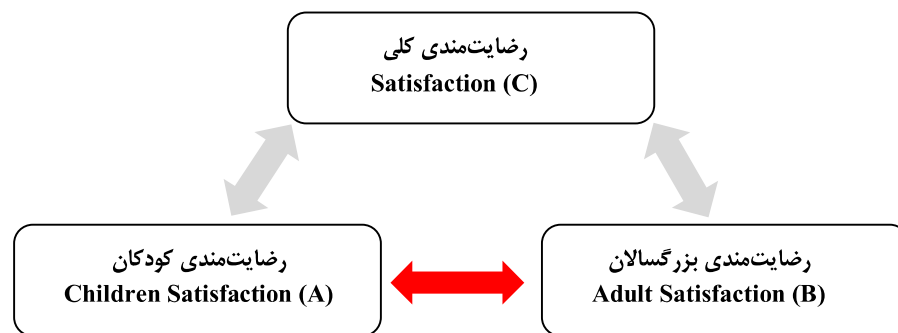 رضایت‌مندی کلی
Satisfaction (C)
رضایت‌مندی کودکان
Children Satisfaction (A)
رضایت‌مندی بزرگسالان
Adult Satisfaction (B)